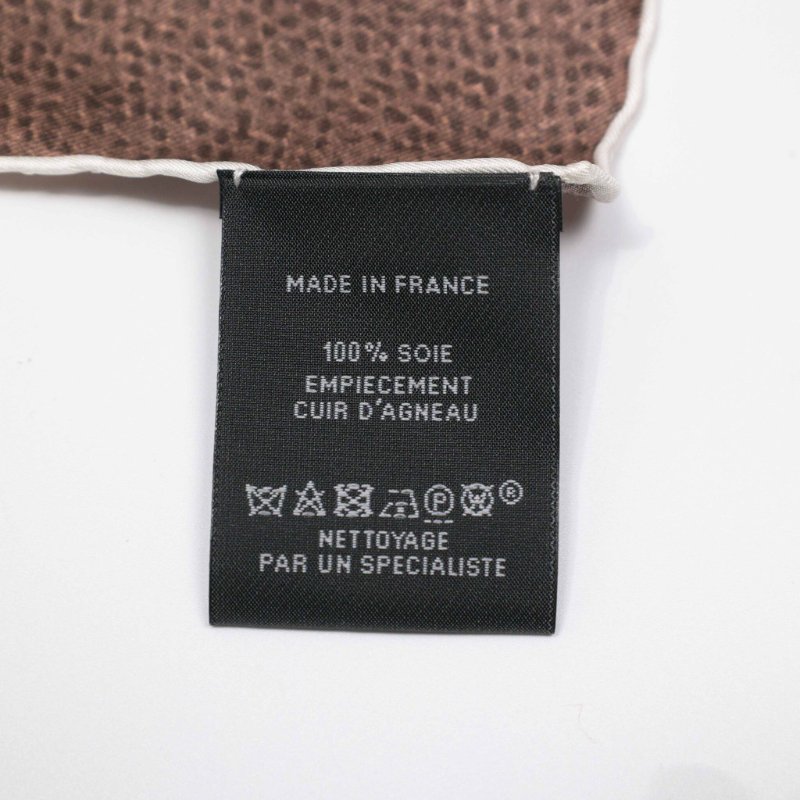 MADE IN FRANCE
100% SOIE
EMPIECEMENT
CUIR D'AGNEAU
P ®
NETTOYAGE
PAR UN SPECIALISTE